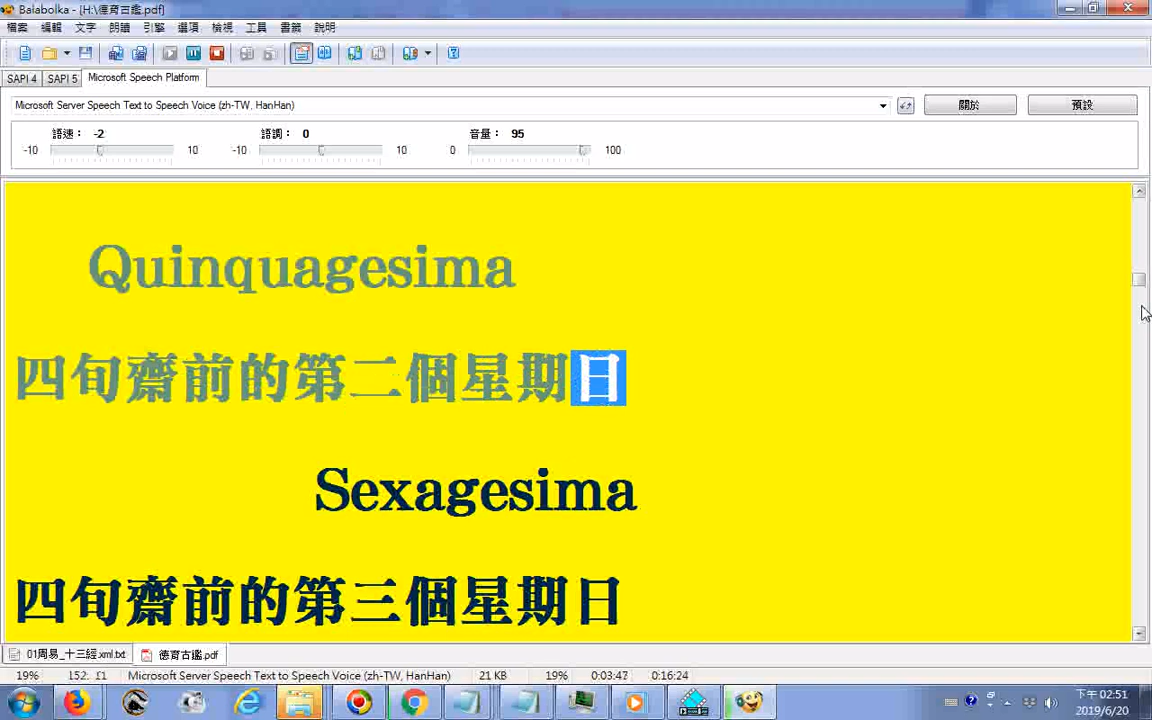 Balabolka - [H:\德育古鑑.pdf]
檔案 編輯 文字 朗讀 引擎 選項 檢視 工具 書籤 說明
SAPI 4 SAPI 5 Microsoft Speech Platform
Microsoft Server Speech Text to Speech Voice (zh-TW, HanHan) 關於 預設
語速： -2 語調： 0 音量： 95
-10 10 -10 10 0 100
Quinquagesima
四旬齋前的第二個星期日
Sexagesima
四旬齋前的第三個星期日
01周易_十三經.xml.txt 德育古鑑.pdf
19% 152: 11 Microsoft Server Speech Text to Speech Voice (zh-TW, HanHan) 21 KB 19% 0:03:47 0:16:24
下午 02:51
2019/6/20